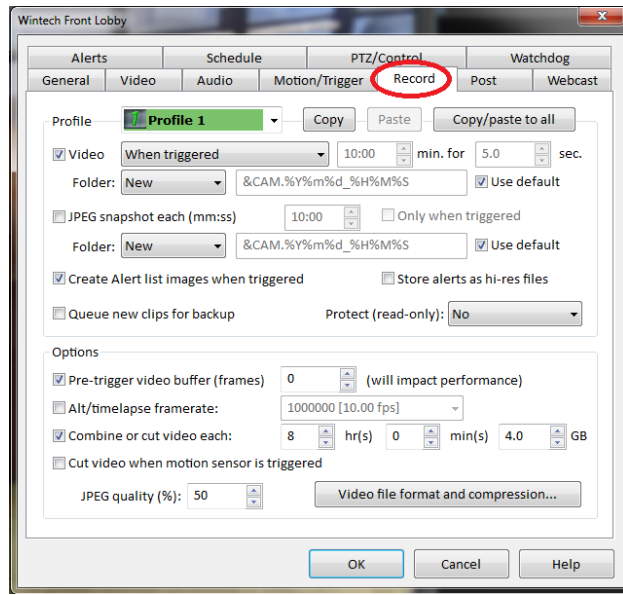 Wintech Front Lobby
Alerts Schedule PTZ/Control Watchdog
General Video Audio Motion/Trigger Record Post Webcast
Profile 1 Profile 1 Copy Paste Copy/paste to all
Video When triggered 10:00 min. for 5.0 sec.
Folder: New &CAM.%Y%m%d_%H%M%S Use default
JPEG snapshot each (mm:ss) 10:00 Only when triggered
Folder: New &CAM.%Y%m%d_%H%M%S Use default
Create Alert list images when triggered Store alerts as hi-res files
Queue new clips for backup Protect (read-only): No
Options
Pre-trigger video buffer (frames) 0 (will impact performance)
Alt/timelapse framerate: 1000000 [10.00 fps]
Combine or cut video each: 8 hr(s) 0 min(s) 4.0 GB
Cut video when motion sensor is triggered
JPEG quality (%): 50 Video file format and compression...
OK Cancel Help